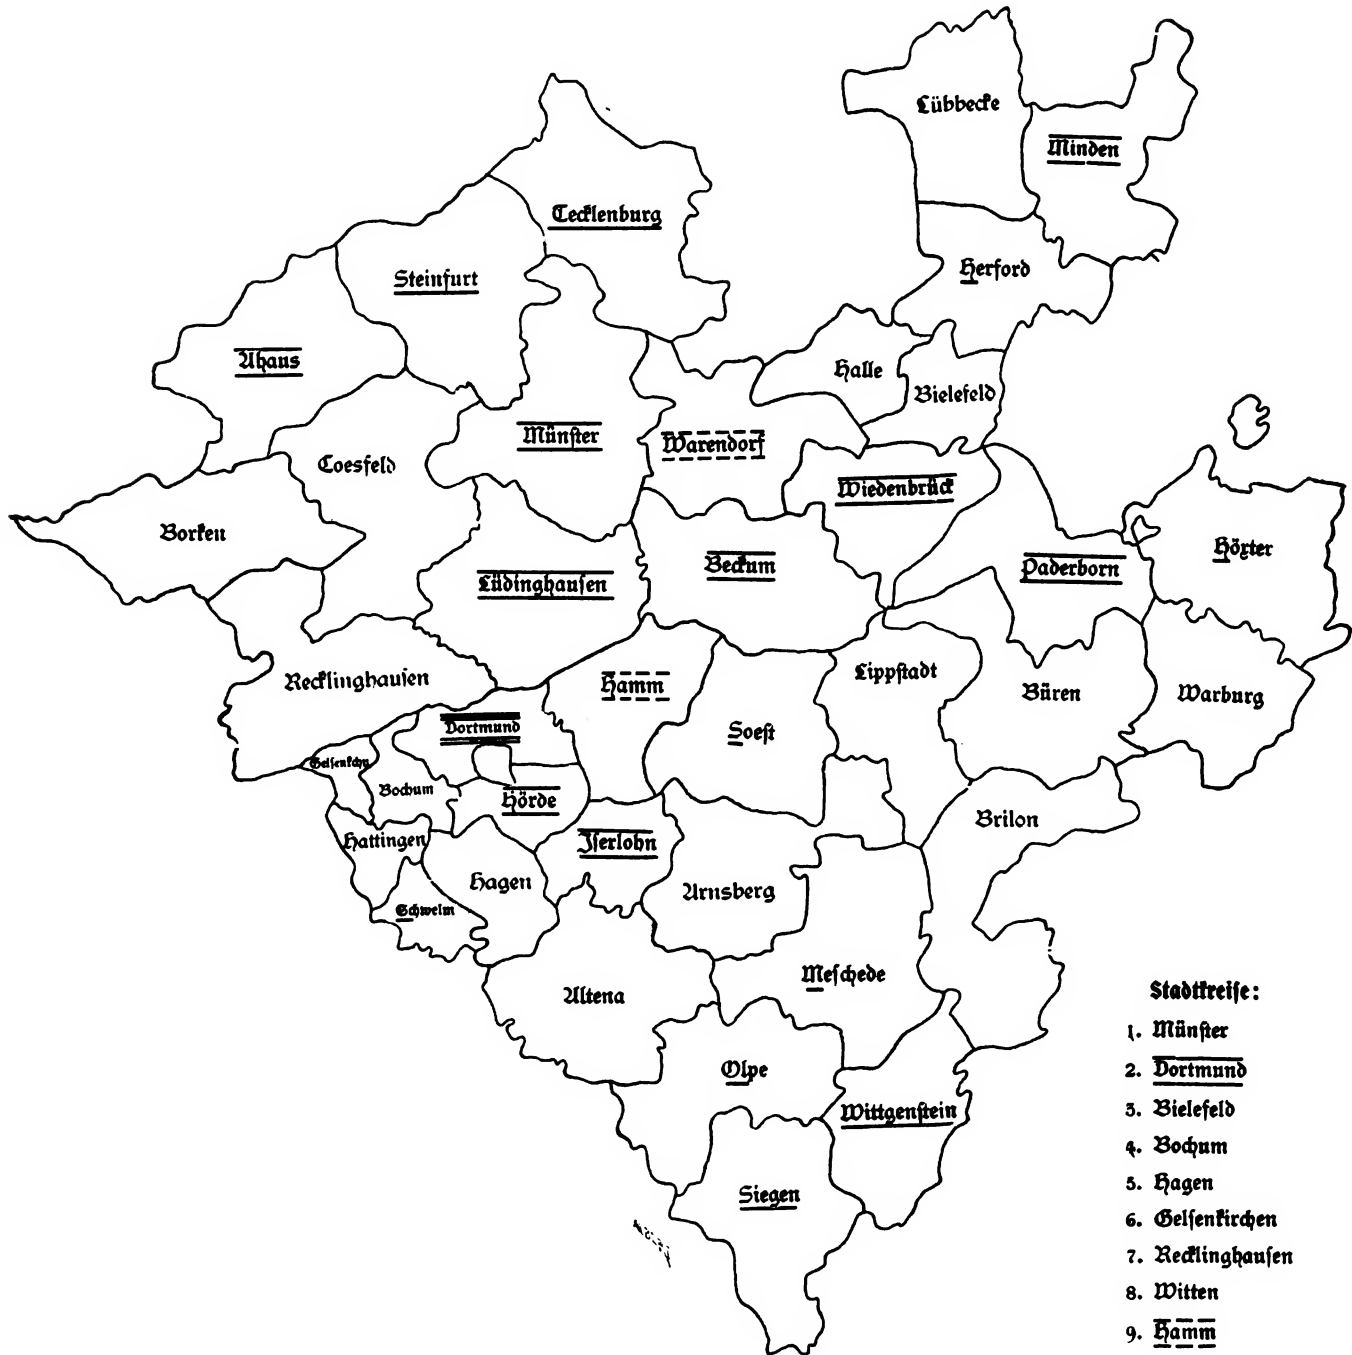 Lübbecke
Minden
Tecklenburg
Herford
Steinfurt
Ahaus
Halle
Bielefeld
Münſter
Warendorf
Coesfeld
Wiedenbrück
Borken
Höxter
Beckum
Paderborn
Lüdinghauſen
Recklinghauſen
Hamm
Lippſtadt
Büren
Warburg
Dortmund
Soeſt
Gelſenkchn
Bochum
Hörde
Brilon
Hattingen
Iſerlohn
Hagen
Arnsberg
Schwelm
Meſchede
Altena
Olpe
Wittgenſtein
Siegen
Stadtkreiſe:
1. Münſter
2. Dortmund
3. Bielefeld
4. Bochum
5. Hagen
6. Gelſenkirchen
7. Recklinghauſen
8. Witten
9. Hamm